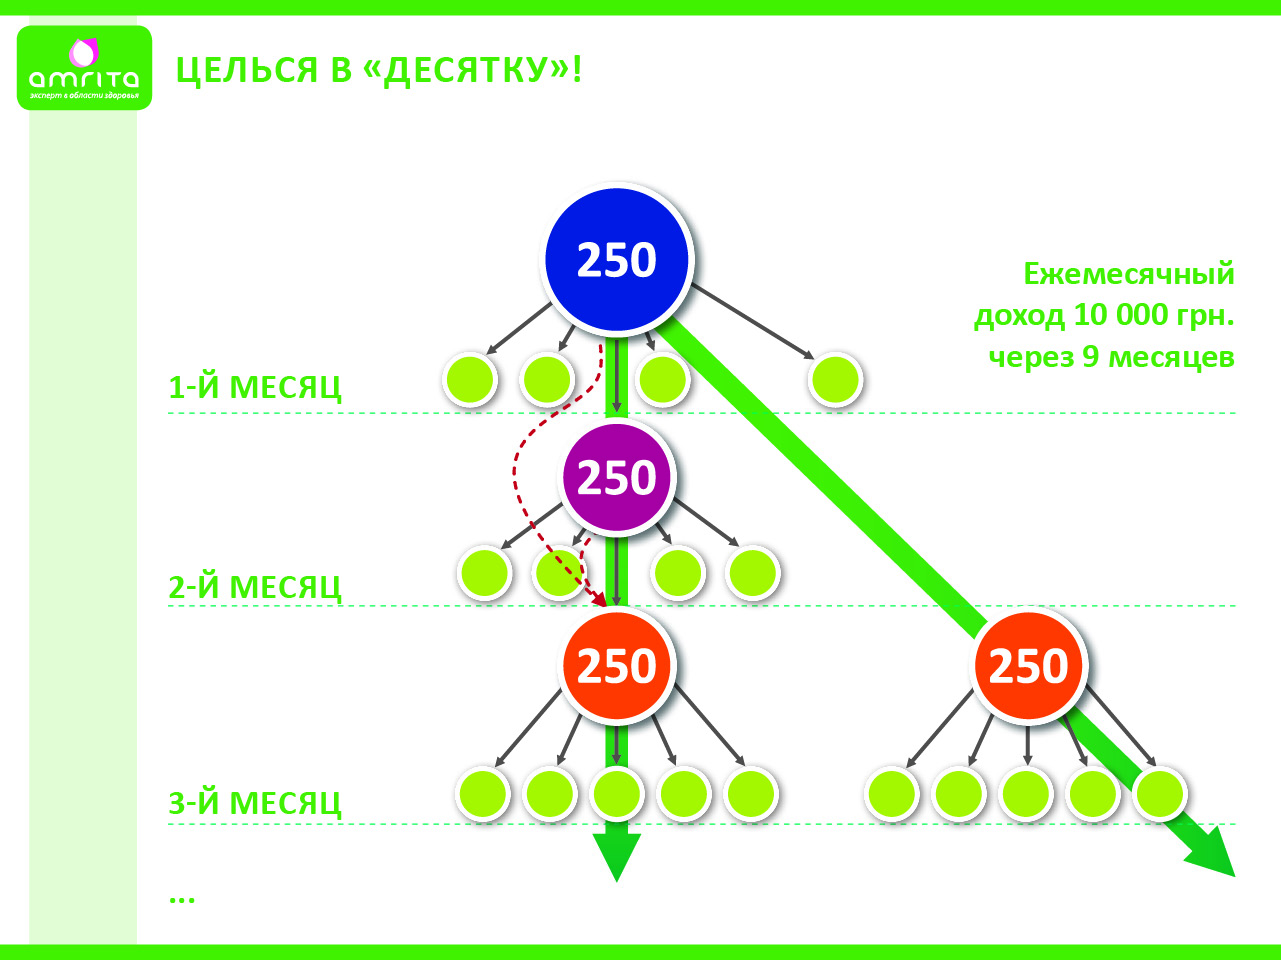 amrita
эксперт в области здоровья
ЦЕЛЬСЯ В «ДЕСЯТКУ»!
250
Ежемесячный
доход 10 000 грн.
через 9 месяцев
1-Й МЕСЯЦ
250
2-Й МЕСЯЦ
250
250
3-Й МЕСЯЦ
...